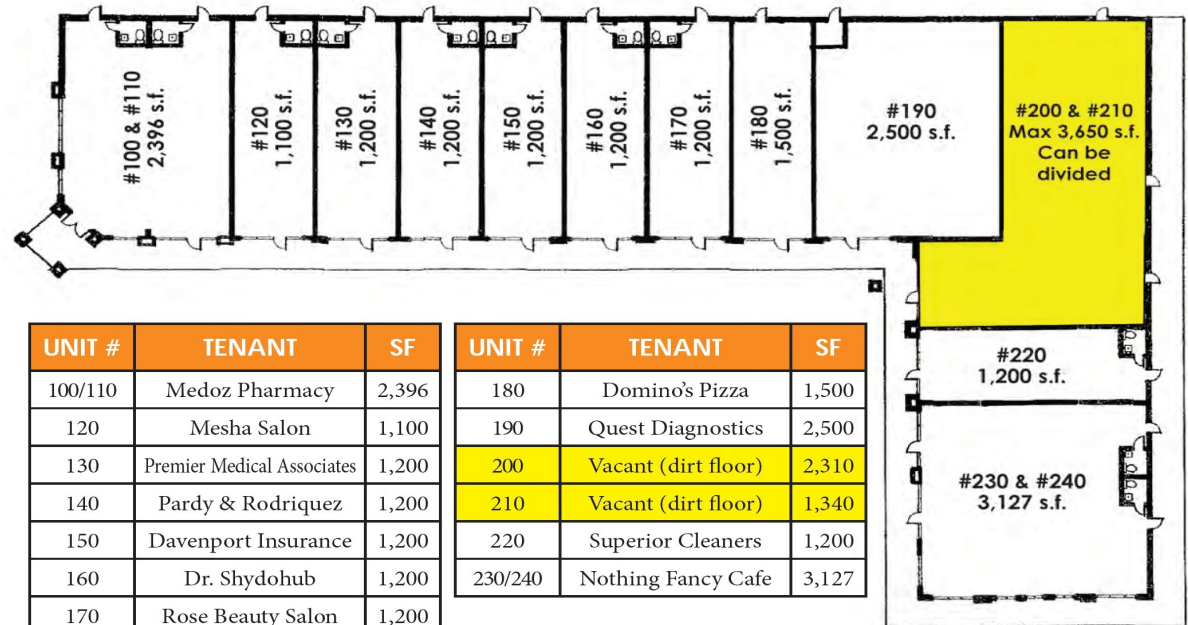 #100 & #110
2,396 s.f.
#120
1,100 s.f.
#130
1,200 s.f.
#140
1,200 s.f.
#150
1,200 s.f.
#160
1,200 s.f.
#170
1,200 s.f.
#180
1,500 s.f.
#190
2,500 s.f.
#200 & #210
Max 3,650 s.f.
Can be
divided
#220
1,200 s.f.
#230 & #240
3,127 s.f.
UNIT # TENANT SF
100/110 Medoz Pharmacy 2,396
120 Mesha Salon 1,100
130 Premier Medical Associates 1,200
140 Pardy & Rodriquez 1,200
150 Davenport Insurance 1,200
160 Dr. Shydohub 1,200
170 Rose Beauty Salon 1,200
UNIT # TENANT SF
180 Domino's Pizza 1,500
190 Quest Diagnostics 2,500
200 Vacant (dirt floor) 2,310
210 Vacant (dirt floor) 1,340
220 Superior Cleaners 1,200
230/240 Nothing Fancy Cafe 3,127